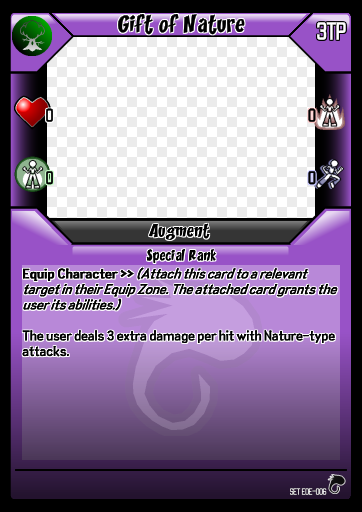 Gift of Nature
3TP
0
0
0
0
Augment
Special Rank
Equip Character >> (Attach this card to a relevant
target in their Equip Zone. The attached card grants the
user its abilities.)
The user deals 3 extra damage per hit with Nature-type
attacks.
SET EDE-006